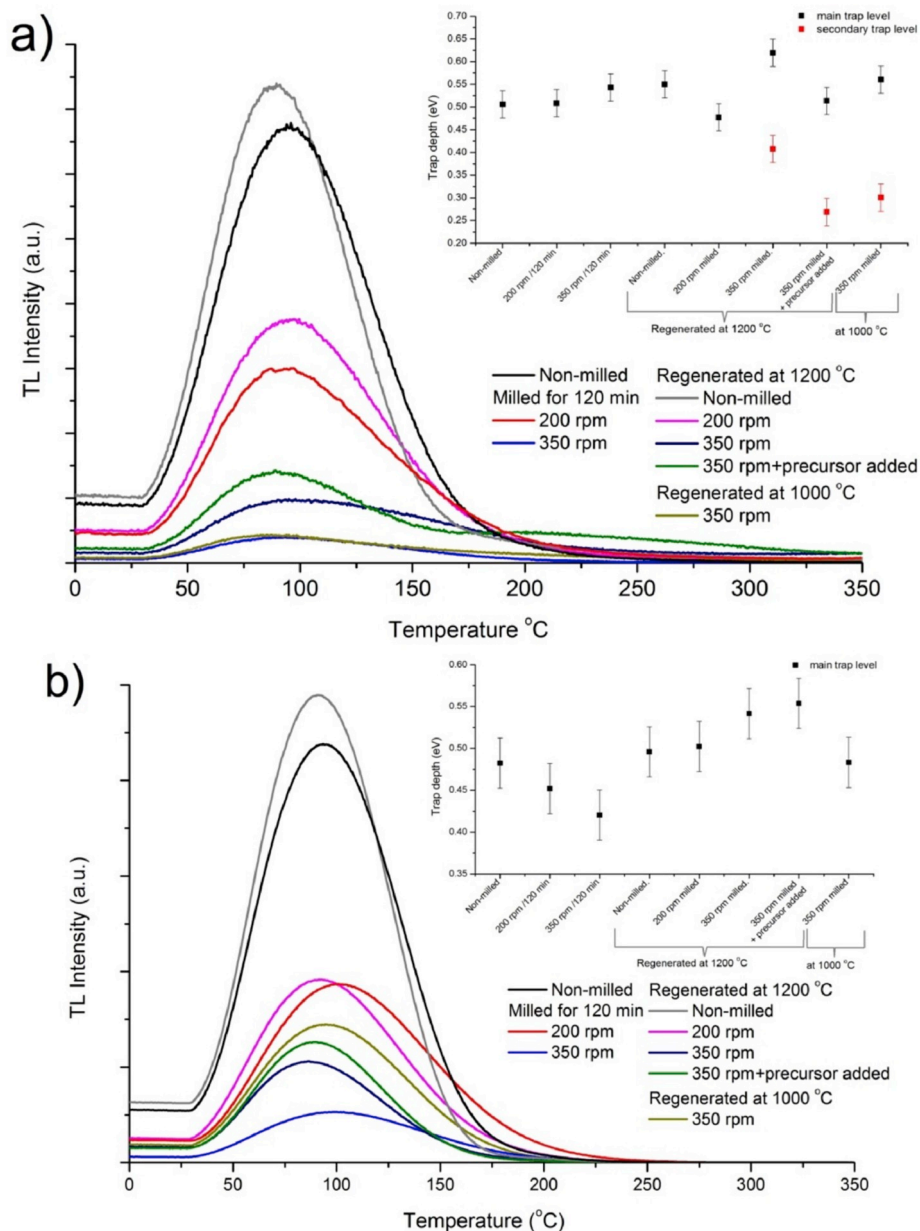 a)
TL Intensity (a.u.)
0 50 100 150 200 250 300 350
Temperature °C
Trap depth (eV)
0.70
0.65
0.60
0.55
0.50
0.45
0.40
0.35
0.30
0.25
0.20
main trap level
secondary trap level
Non-milled
200 rpm /120 min
350 rpm /120 min
Non-milled.
200 rpm milled
350 rpm milled.
350 rpm milled
+ precursor added
350 rpm milled
Regenerated at 1200 °C
at 1000 °C
Non-milled
Milled for 120 min
200 rpm
350 rpm
Regenerated at 1200 °C
Non-milled
200 rpm
350 rpm
350 rpm+precursor added
Regenerated at 1000 °C
350 rpm
b)
TL Intensity (a.u.)
0 50 100 150 200 250 300 350
Temperature (°C)
Trap depth (eV)
0.60
0.55
0.50
0.45
0.40
0.35
main trap level
Non-milled
200 rpm /120 min
350 rpm /120 min
Non-milled.
200 rpm milled
350 rpm milled.
350 rpm milled
+ precursor added
350 rpm milled
Regenerated at 1200 °C
at 1000 °C
Non-milled
Milled for 120 min
200 rpm
350 rpm
Regenerated at 1200 °C
Non-milled
200 rpm
350 rpm
350 rpm+precursor added
Regenerated at 1000 °C
350 rpm